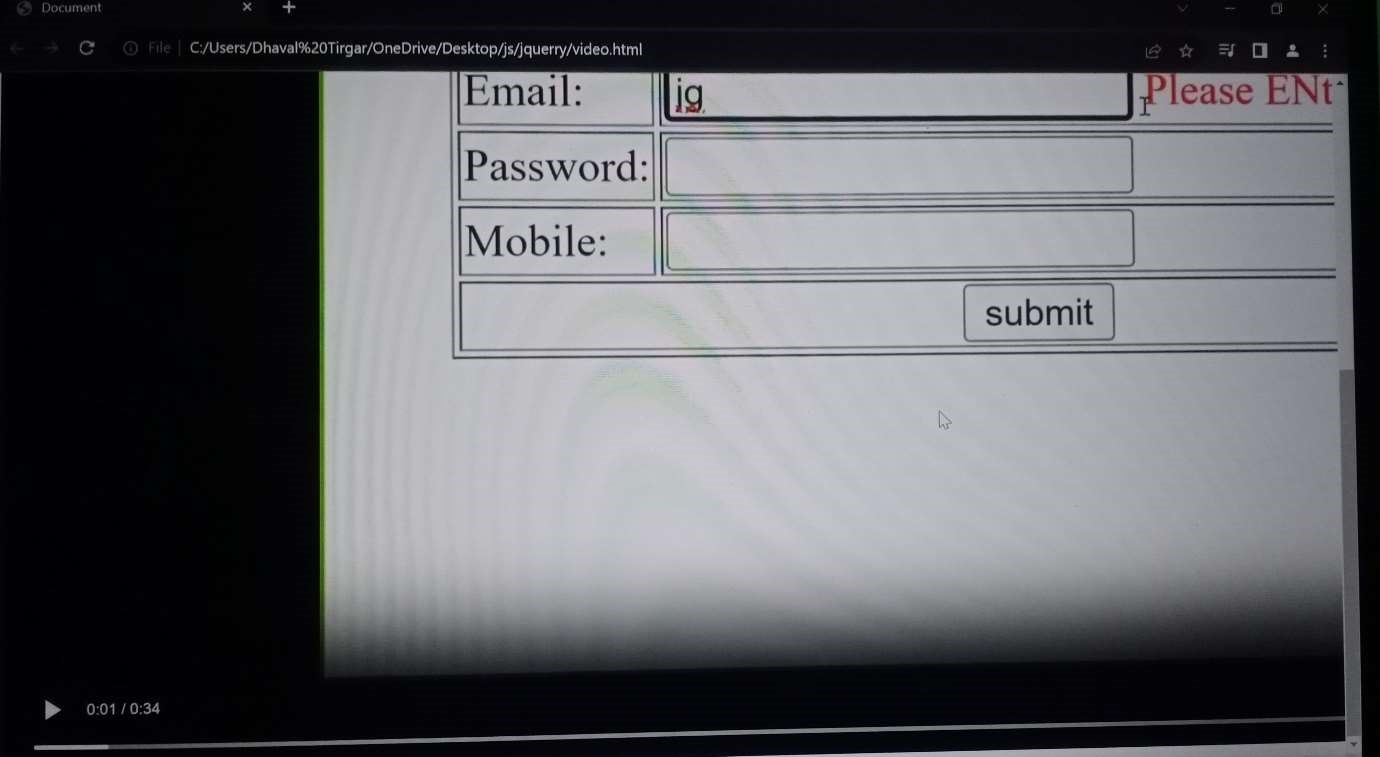 Document
File C:/Users/Dhaval%20Tirgar/OneDrive/Desktop/js/jquerry/video.html
Email: ig Please ENt
Password:
Mobile:
submit
0:01 / 0:34